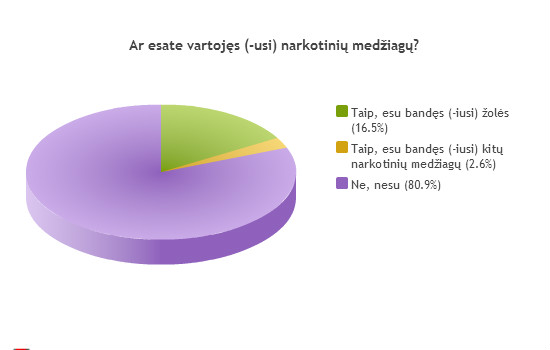 Ar esate vartojęs (-usi) narkotinių medžiagų?
Taip, esu bandęs (-iusi) žolės
(16.5%)
Taip, esu bandęs (-iusi) kitų
narkotinių medžiagų (2.6%)
Ne, nesu (80.9%)